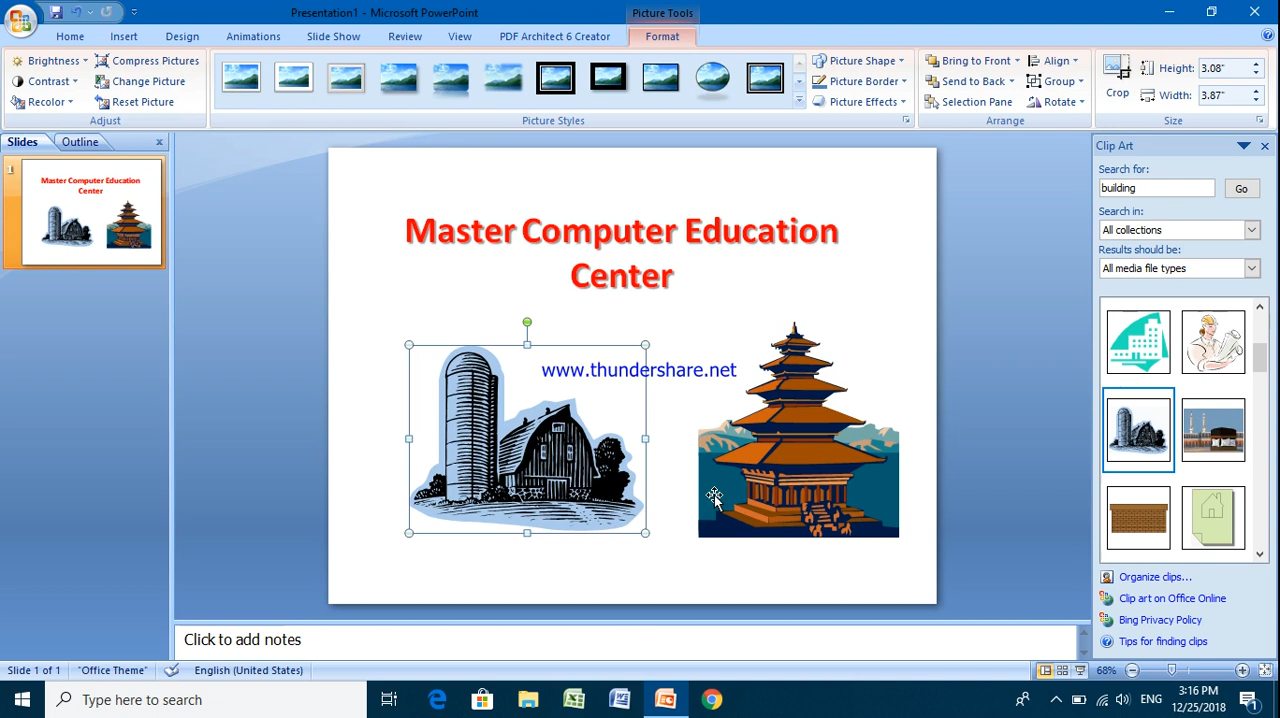 Presentation1 - Microsoft PowerPoint
Picture Tools
Home
Insert
Design
Animations
Slide Show
Review
View
PDF Architect 6 Creator
Format
Brightness
Compress Pictures
Contrast
Change Picture
Recolor
Reset Picture
Adjust
Picture Styles
Picture Shape
Picture Border
Picture Effects
Bring to Front
Align
Send to Back
Group
Selection Pane
Rotate
Arrange
Crop
Height: 3.08"
Width: 3.87"
Size
Slides
Outline
1
Master Computer Education
Center
Master Computer Education
Center
www.thundershare.net
Clip Art
Search for:
building
Go
Search in:
All collections
Results should be:
All media file types
Organize clips...
Clip art on Office Online
Bing Privacy Policy
Tips for finding clips
Click to add notes
Slide 1 of 1
"Office Theme"
English (United States)
68%
Type here to search
ENG
3:16 PM
12/25/2018
1